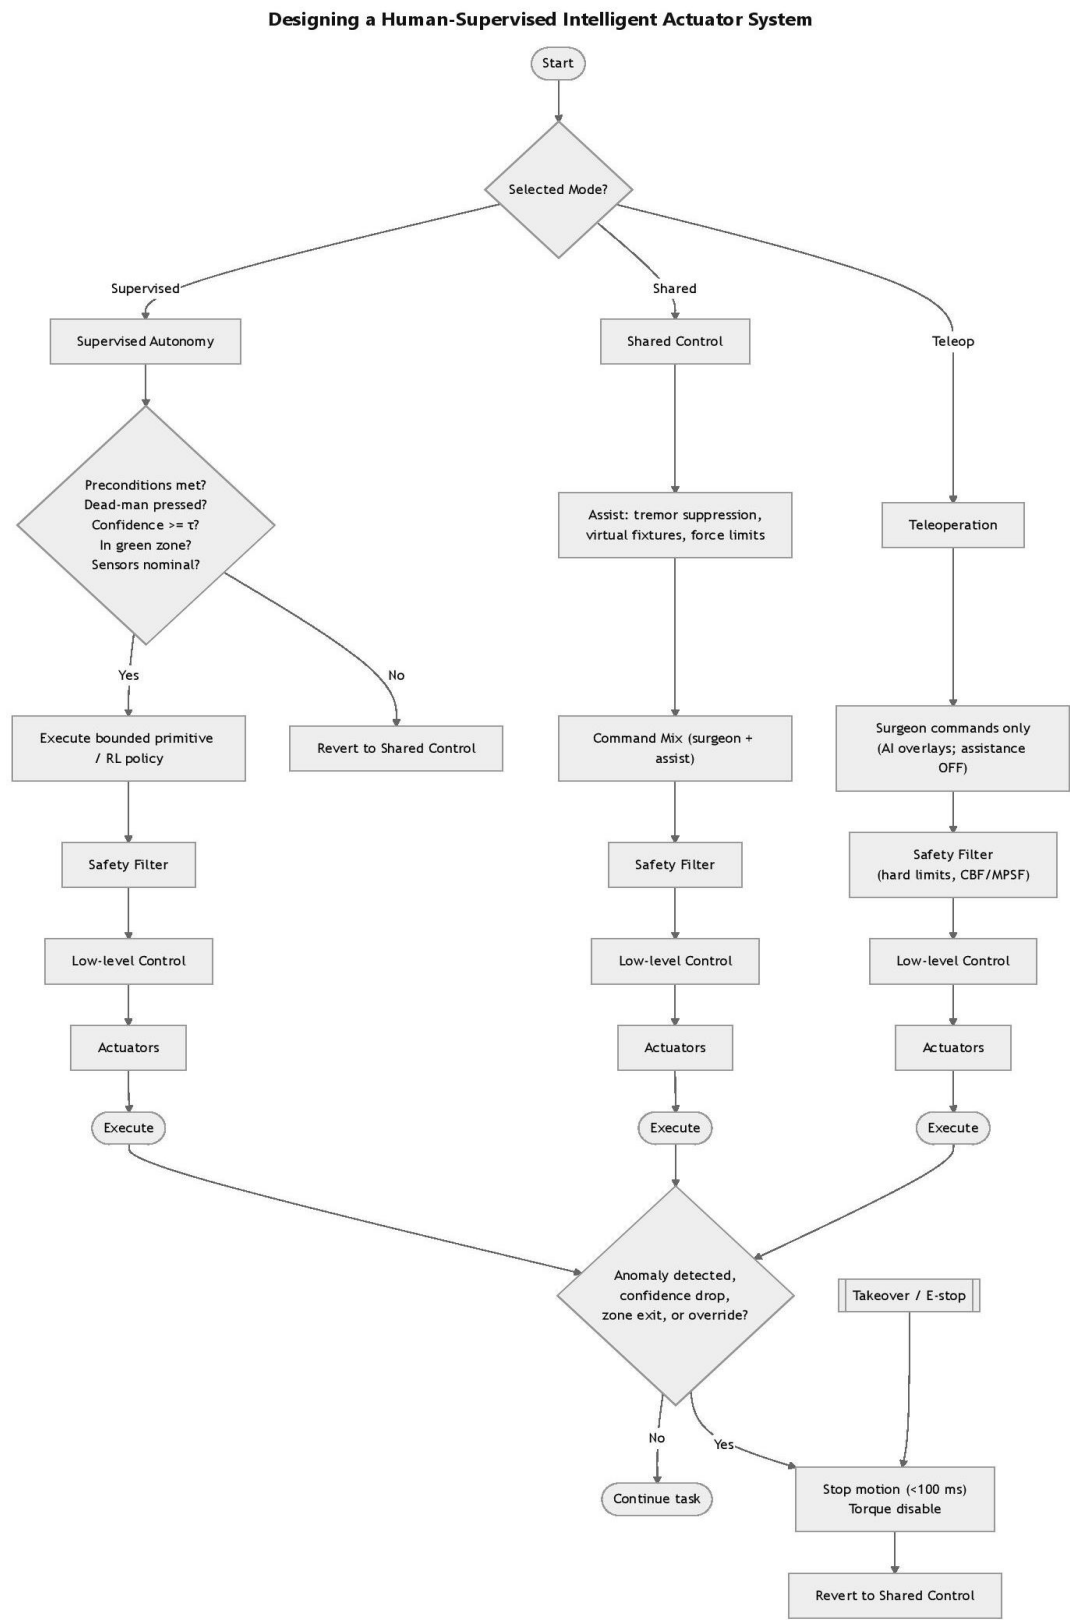 Designing a Human-Supervised Intelligent Actuator System
Start
Selected Mode?
Supervised
Shared
Teleop
Supervised Autonomy
Shared Control
Preconditions met?
Dead-man pressed?
Confidence >= τ?
In green zone?
Sensors nominal?
Assist: tremor suppression,
virtual fixtures, force limits
Teleoperation
Yes
No
Execute bounded primitive
/ RL policy
Revert to Shared Control
Command Mix (surgeon +
assist)
Surgeon commands only
(AI overlays; assistance
OFF)
Safety Filter
Safety Filter
Safety Filter
(hard limits, CBF/MPSF)
Low-level Control
Low-level Control
Low-level Control
Actuators
Actuators
Actuators
Execute
Execute
Execute
Anomaly detected,
confidence drop,
zone exit, or override?
Takeover / E-stop
No
Yes
Continue task
Stop motion (<100 ms)
Torque disable
Revert to Shared Control